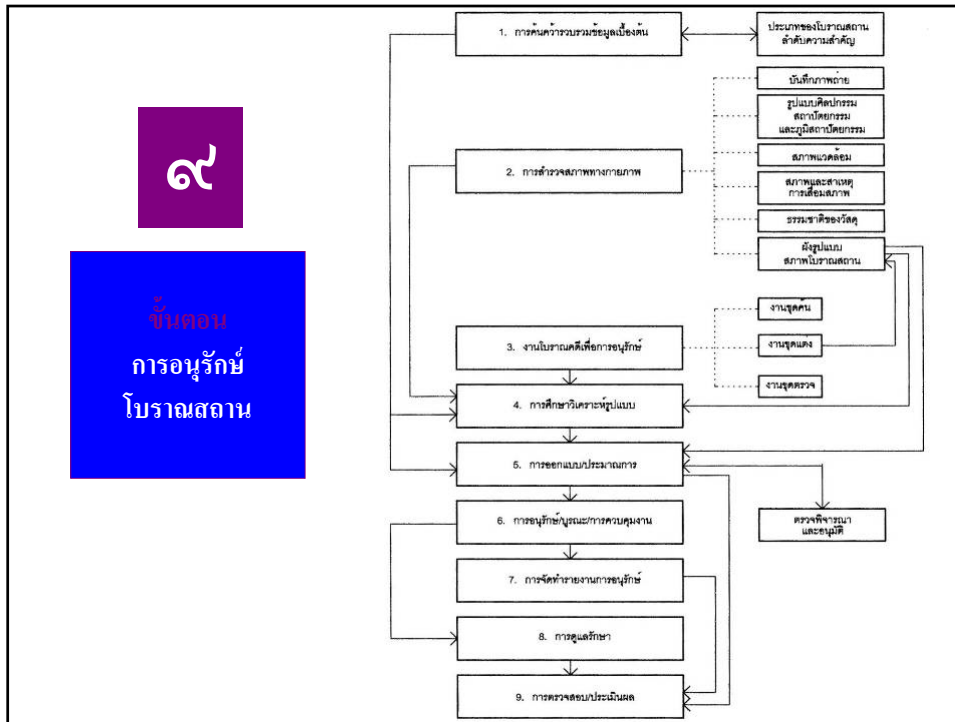 ๙
ขั้นตอน
การอนุรักษ์
โบราณสถาน
1. การค้นคว้ารวบรวมข้อมูลเบื้องต้น
ประเภทของโบราณสถาน
ลำดับความสำคัญ
2. การสำรวจสภาพทางกายภาพ
บันทึกภาพถ่าย
รูปแบบศิลปกรรม
สถาปัตยกรรม
และภูมิสถาปัตยกรรม
สภาพแวดล้อม
สภาพและสาเหตุ
การเสื่อมสภาพ
ธรรมชาติของวัสดุ
ผังรูปแบบ
สภาพโบราณสถาน
3. งานโบราณคดีเพื่อการอนุรักษ์
งานขุดค้น
งานขุดแต่ง
งานขุดตรวจ
4. การศึกษาวิเคราะห์รูปแบบ
5. การออกแบบ/ประมาณการ
ตรวจพิจารณา
และอนุมัติ
6. การอนุรักษ์/บูรณะ/การควบคุมงาน
7. การจัดทำรายงานการอนุรักษ์
8. การดูแลรักษา
9. การตรวจสอบ/ประเมินผล